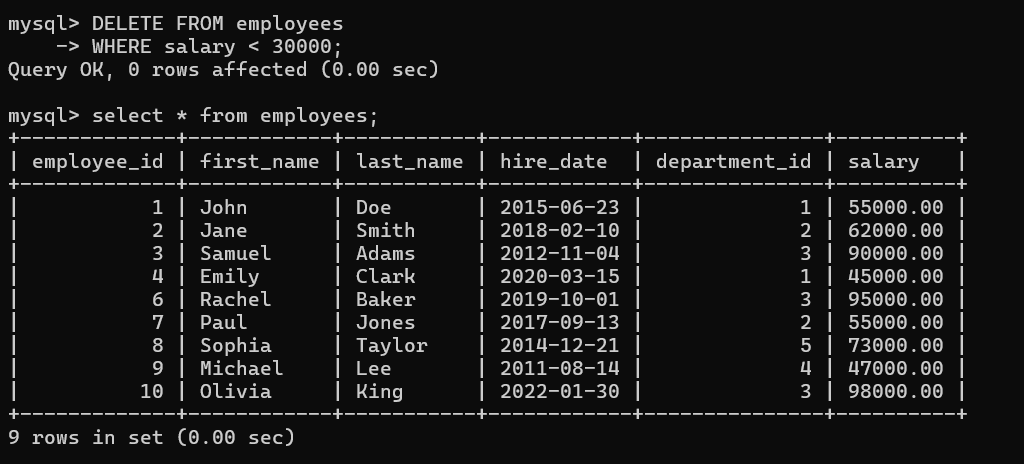 mysql> DELETE FROM employees
    -> WHERE salary < 30000;
Query OK, 0 rows affected (0.00 sec)

mysql> select * from employees;
+-------------+------------+-----------+------------+---------------+----------+
| employee_id | first_name | last_name | hire_date  | department_id | salary   |
+-------------+------------+-----------+------------+---------------+----------+
|           1 | John       | Doe       | 2015-06-23 |             1 | 55000.00 |
|           2 | Jane       | Smith     | 2018-02-10 |             2 | 62000.00 |
|           3 | Samuel     | Adams     | 2012-11-04 |             3 | 90000.00 |
|           4 | Emily      | Clark     | 2020-03-15 |             1 | 45000.00 |
|           6 | Rachel     | Baker     | 2019-10-01 |             3 | 95000.00 |
|           7 | Paul       | Jones     | 2017-09-13 |             2 | 55000.00 |
|           8 | Sophia     | Taylor    | 2014-12-21 |             5 | 73000.00 |
|           9 | Michael    | Lee       | 2011-08-14 |             4 | 47000.00 |
|          10 | Olivia     | King      | 2022-01-30 |             3 | 98000.00 |
+-------------+------------+-----------+------------+---------------+----------+
9 rows in set (0.00 sec)